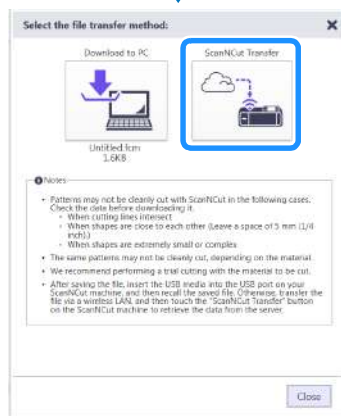 Select the file transfer method:
Download to PC
ScanNCut Transfer
Untitled.fcm
1.6KB
Notes
• Patterns may not be cleanly cut with ScanNCut in the following cases.
Check the data before downloading it.
• When cutting lines intersect
• When shapes are close to each other (Leave a space of 5 mm (1/4
inch).)
• When shapes are extremely small or complex
• The same patterns may not be cleanly cut, depending on the material.
• We recommend performing a trial cutting with the material to be cut.
• After saving the file, insert the USB media into the USB port on your
ScanNCut machine, and then recall the saved file. Otherwise, transfer the
file via a wireless LAN, and then touch the "ScanNCut Transfer" button
on the ScanNCut machine to retrieve the data from the server.
Close